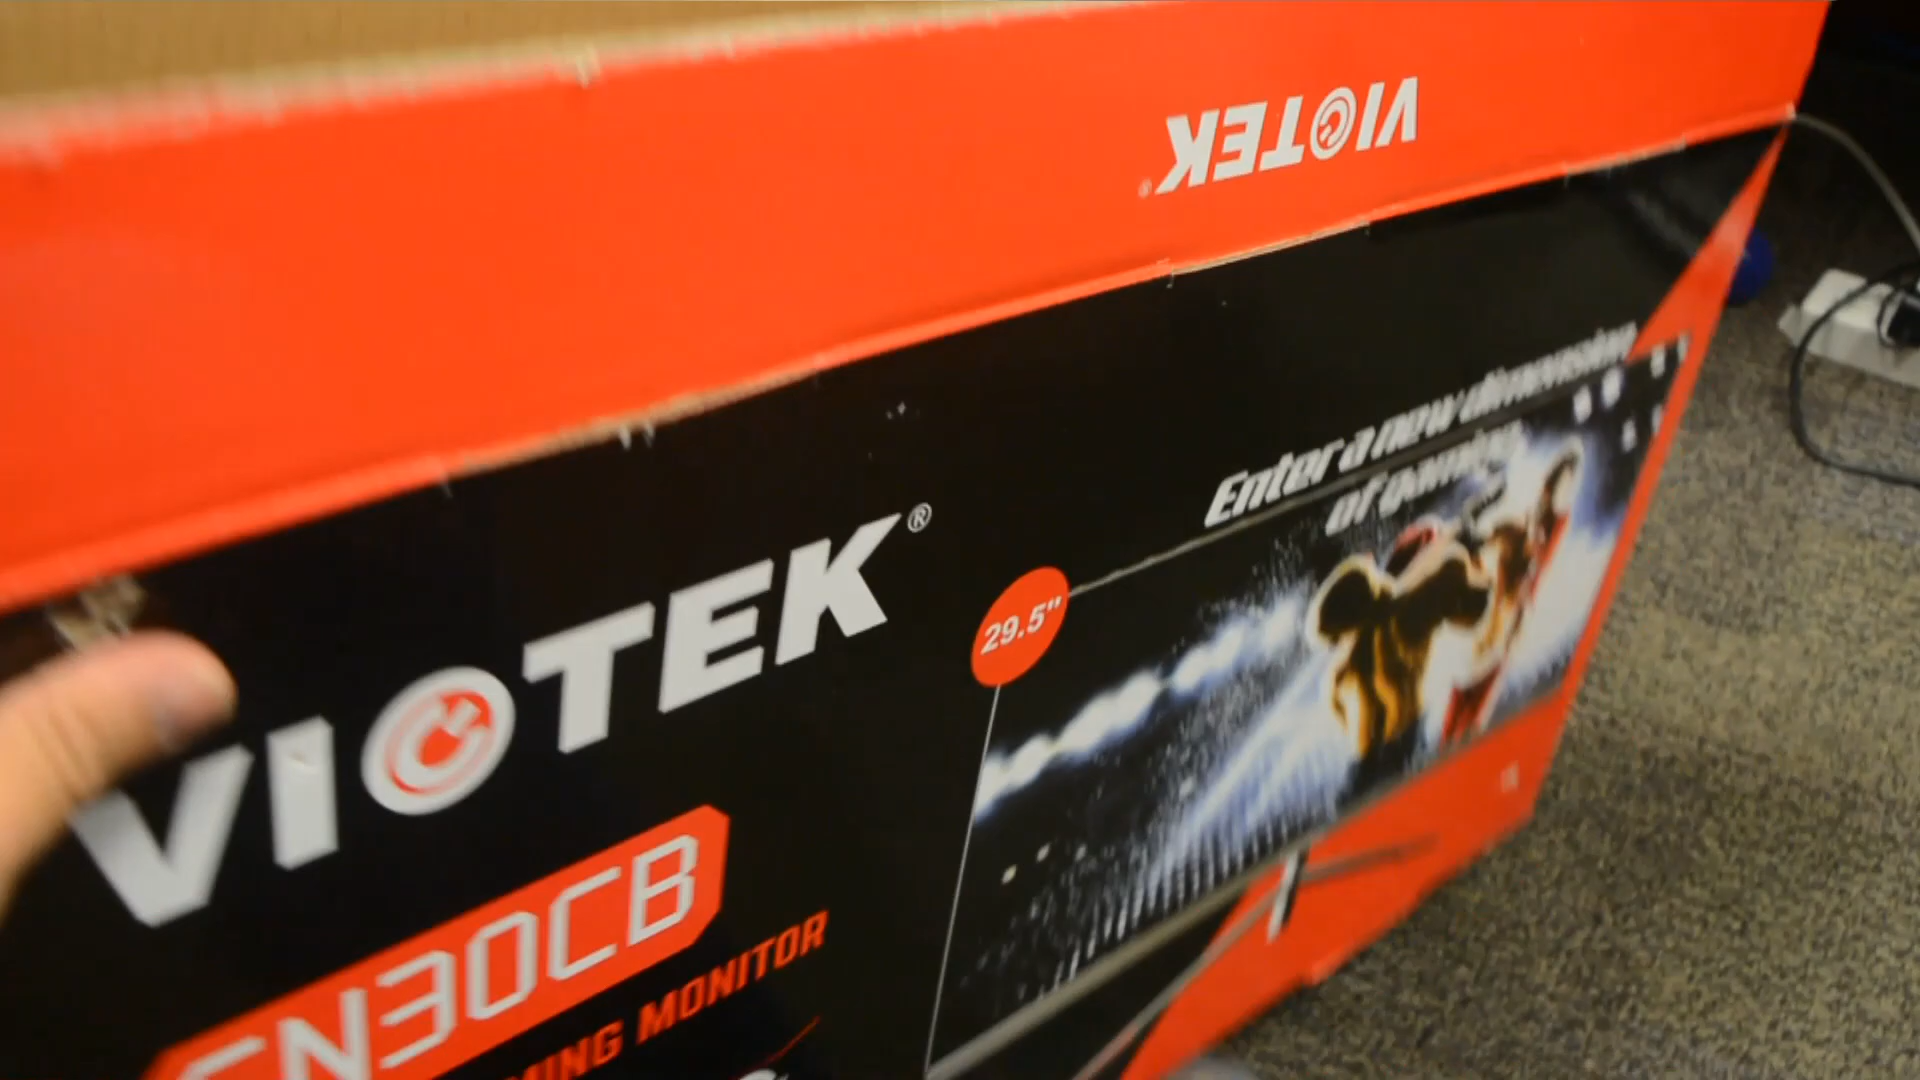 VIOTEK®
VIOTEK®
Enter a new dimension
of gaming
29.5"
GN30CB
GAMING MONITOR